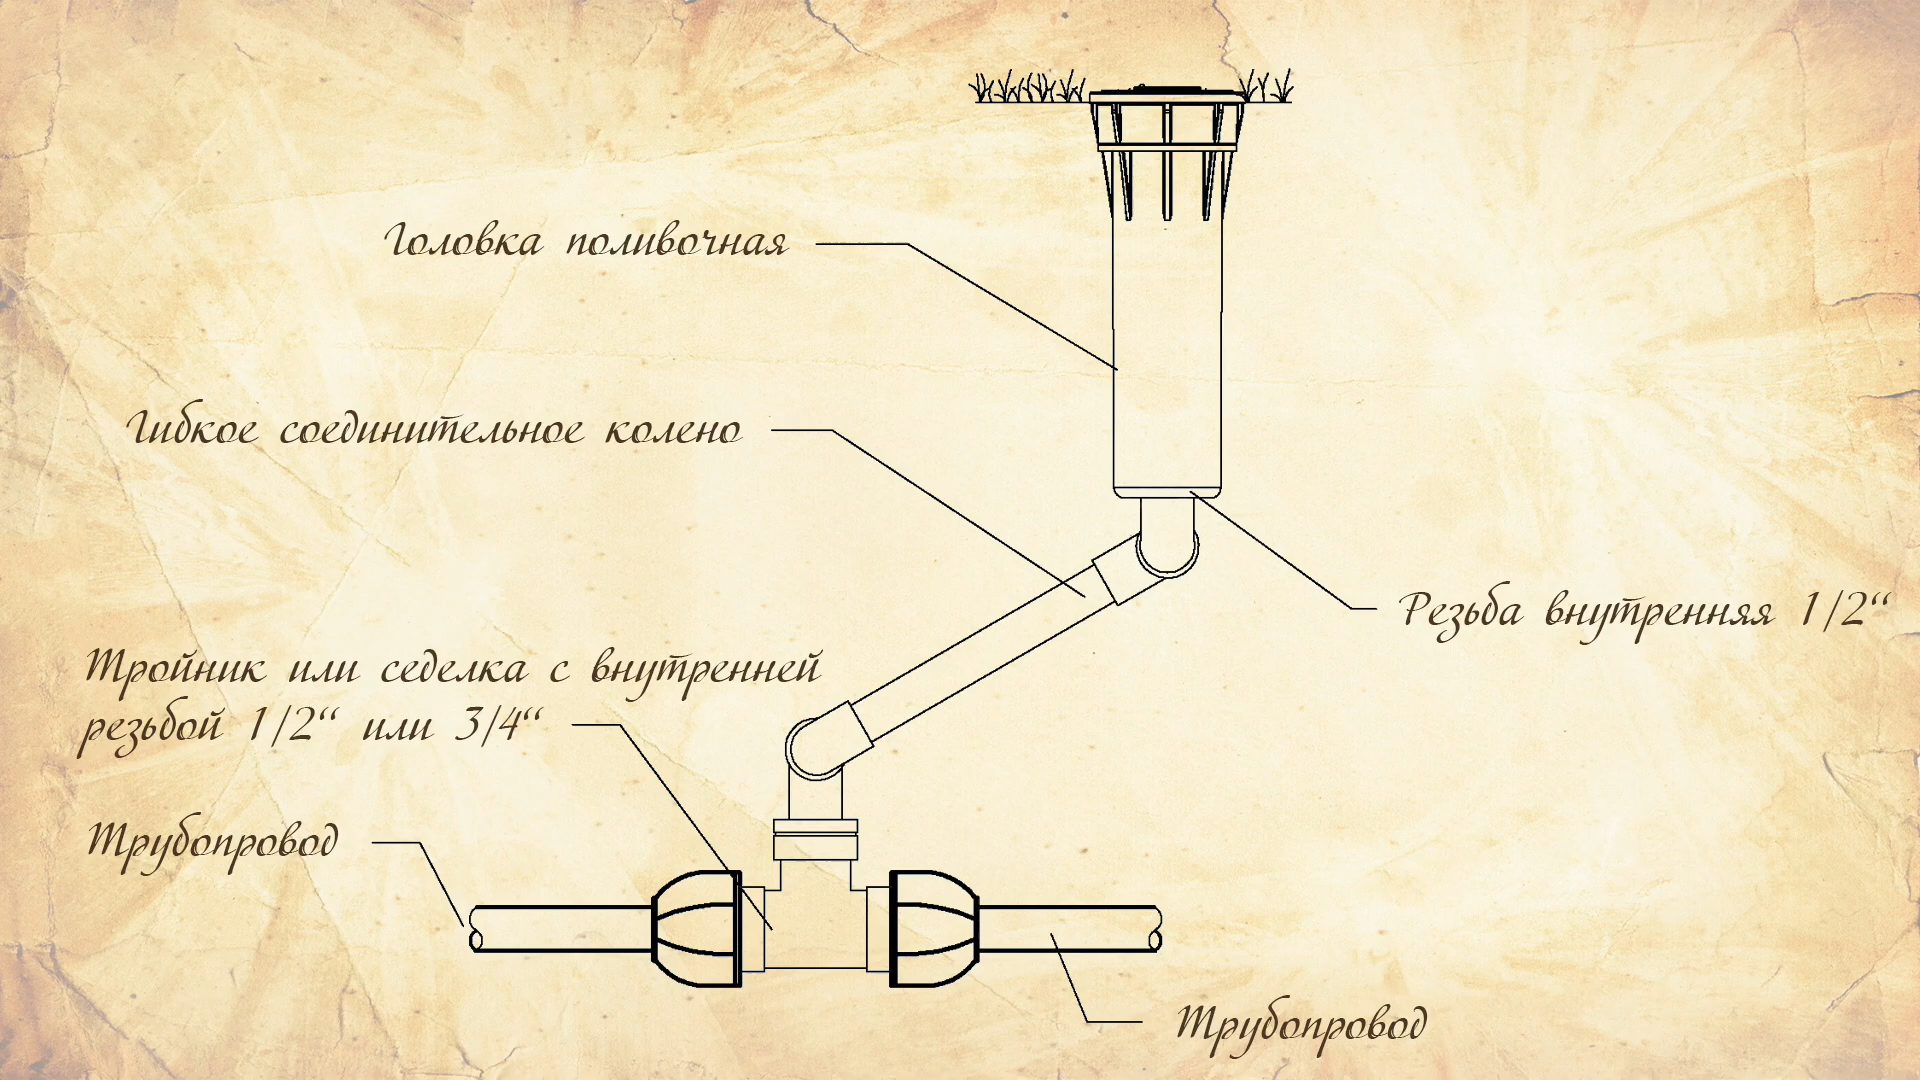 Головка поливочная
Гибкое соединительное колено
Резьба внутренняя 1/2“
Тройник или седелка с внутренней
резьбой 1/2“ или 3/4“
Трубопровод
Трубопровод